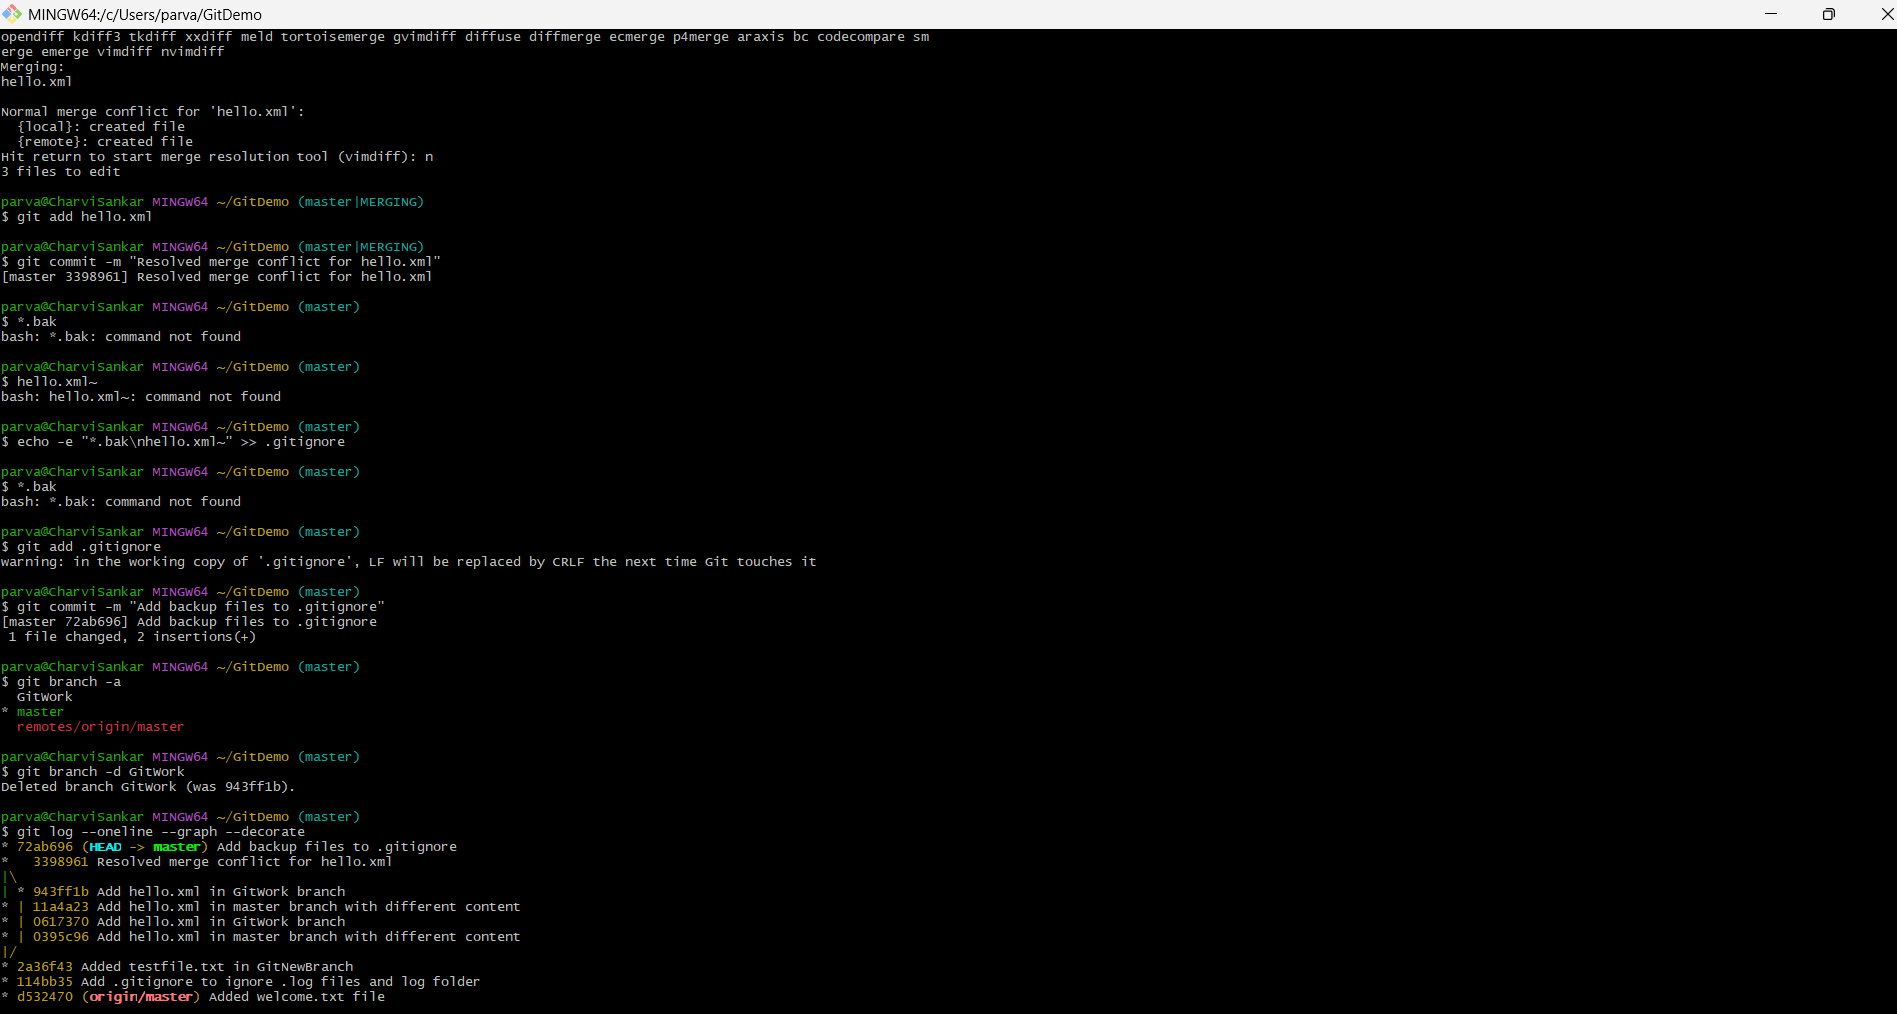 MINGW64:/c/Users/parva/GitDemo
opendiff kdiff3 tkdiff xxdiff meld tortoisemerge gvimdiff diffuse diffmerge ecmerge p4merge araxis bc codecompare sm
erge emerge vimdiff nvimdiff
Merging:
hello.xml
Normal merge conflict for 'hello.xml':
  {local}: created file
  {remote}: created file
Hit return to start merge resolution tool (vimdiff): n
3 files to edit
parva@CharviSankar MINGW64 ~/GitDemo (master|MERGING)
$ git add hello.xml
parva@CharviSankar MINGW64 ~/GitDemo (master|MERGING)
$ git commit -m "Resolved merge conflict for hello.xml"
[master 3398961] Resolved merge conflict for hello.xml
parva@CharviSankar MINGW64 ~/GitDemo (master)
$ *.bak
bash: *.bak: command not found
parva@CharviSankar MINGW64 ~/GitDemo (master)
$ hello.xml~
bash: hello.xml~: command not found
parva@CharviSankar MINGW64 ~/GitDemo (master)
$ echo -e "*.bak\nhello.xml~" >> .gitignore
parva@CharviSankar MINGW64 ~/GitDemo (master)
$ *.bak
bash: *.bak: command not found
parva@CharviSankar MINGW64 ~/GitDemo (master)
$ git add .gitignore
warning: in the working copy of '.gitignore', LF will be replaced by CRLF the next time Git touches it
parva@CharviSankar MINGW64 ~/GitDemo (master)
$ git commit -m "Add backup files to .gitignore"
[master 72ab696] Add backup files to .gitignore
 1 file changed, 2 insertions(+)
parva@CharviSankar MINGW64 ~/GitDemo (master)
$ git branch -a
  GitWork
* master
  remotes/origin/master
parva@CharviSankar MINGW64 ~/GitDemo (master)
$ git branch -d GitWork
Deleted branch GitWork (was 943ff1b).
parva@CharviSankar MINGW64 ~/GitDemo (master)
$ git log --oneline --graph --decorate
* 72ab696 (HEAD -> master) Add backup files to .gitignore
*   3398961 Resolved merge conflict for hello.xml
|\
| * 943ff1b Add hello.xml in GitWork branch
* | 11a4a23 Add hello.xml in master branch with different content
* | 0617370 Add hello.xml in GitWork branch
* | 0395c96 Add hello.xml in master branch with different content
|/
* 2a36f43 Added testfile.txt in GitNewBranch
* 114bb35 Add .gitignore to ignore .log files and log folder
* d532470 (origin/master) Added welcome.txt file